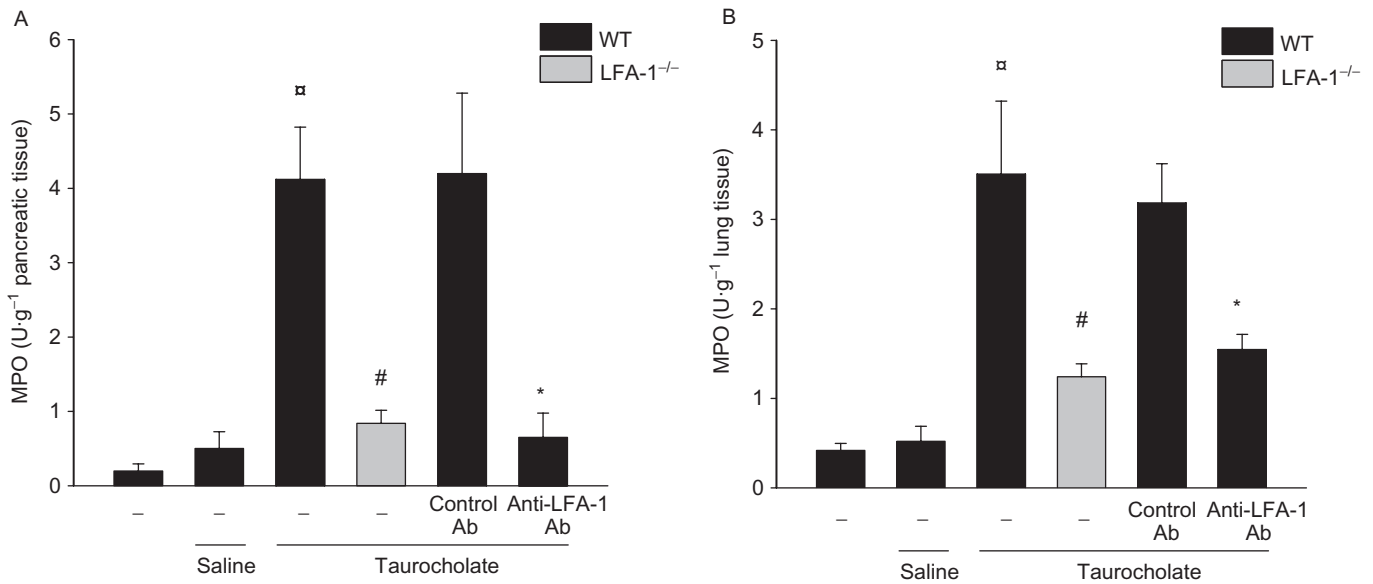 A
6
5
4
3
2
1
0
MPO (U·g⁻¹ pancreatic tissue)
WT
LFA-1⁻/⁻
¤
#
*
– – – – Control Anti-LFA-1
Ab Ab
Saline Taurocholate
B
5
4
3
2
1
0
MPO (U·g⁻¹ lung tissue)
WT
LFA-1⁻/⁻
¤
#
*
– – – – Control Anti-LFA-1
Ab Ab
Saline Taurocholate